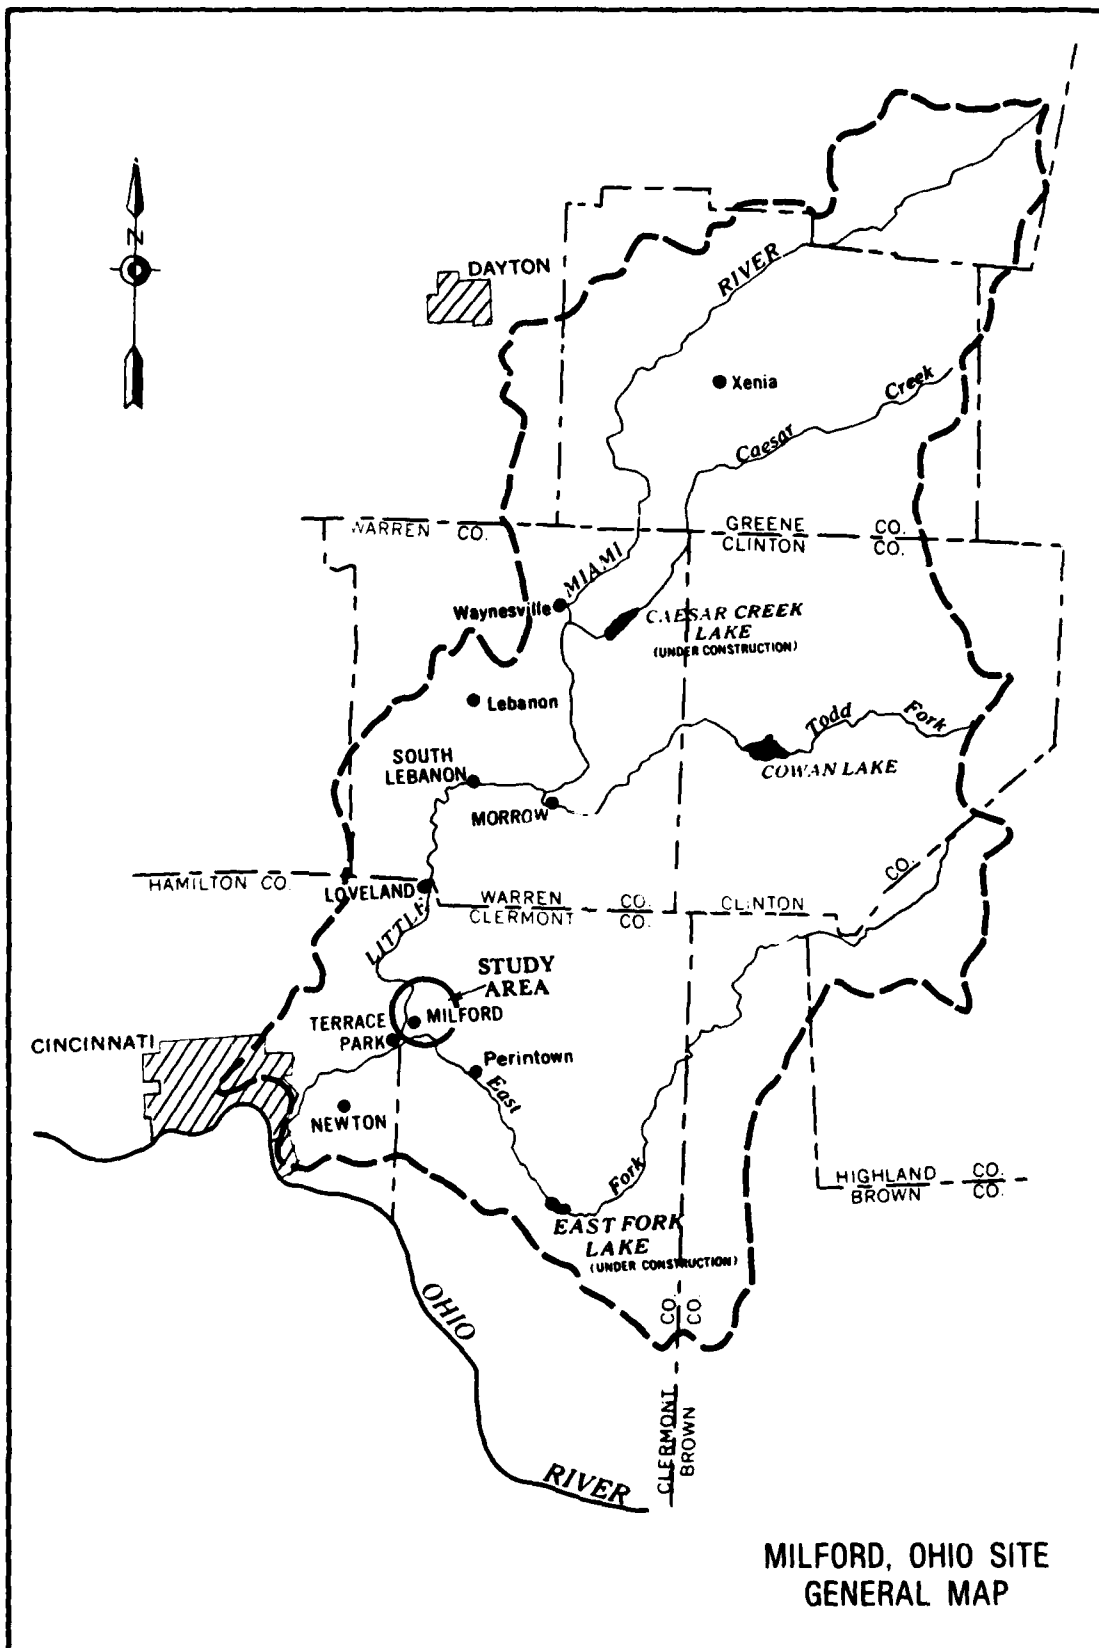 N
DAYTON
RIVER
Xenia
Caesar Creek
WARREN CO.
GREENE CO.
CLINTON CO.
MIAMI
Waynesville
CAESAR CREEK
LAKE
(UNDER CONSTRUCTION)
Lebanon
Todd Fork
SOUTH
LEBANON
COWAN LAKE
MORROW
HAMILTON CO.
LOVELAND
WARREN CO.
CLERMONT CO.
CLINTON CO.
LITTLE
STUDY
AREA
TERRACE
PARK
MILFORD
CINCINNATI
Perintown
East Fork
NEWTON
HIGHLAND CO.
BROWN CO.
EAST FORK
LAKE
(UNDER CONSTRUCTION)
OHIO
RIVER
CLERMONT CO.
BROWN CO.
MILFORD, OHIO SITE
GENERAL MAP